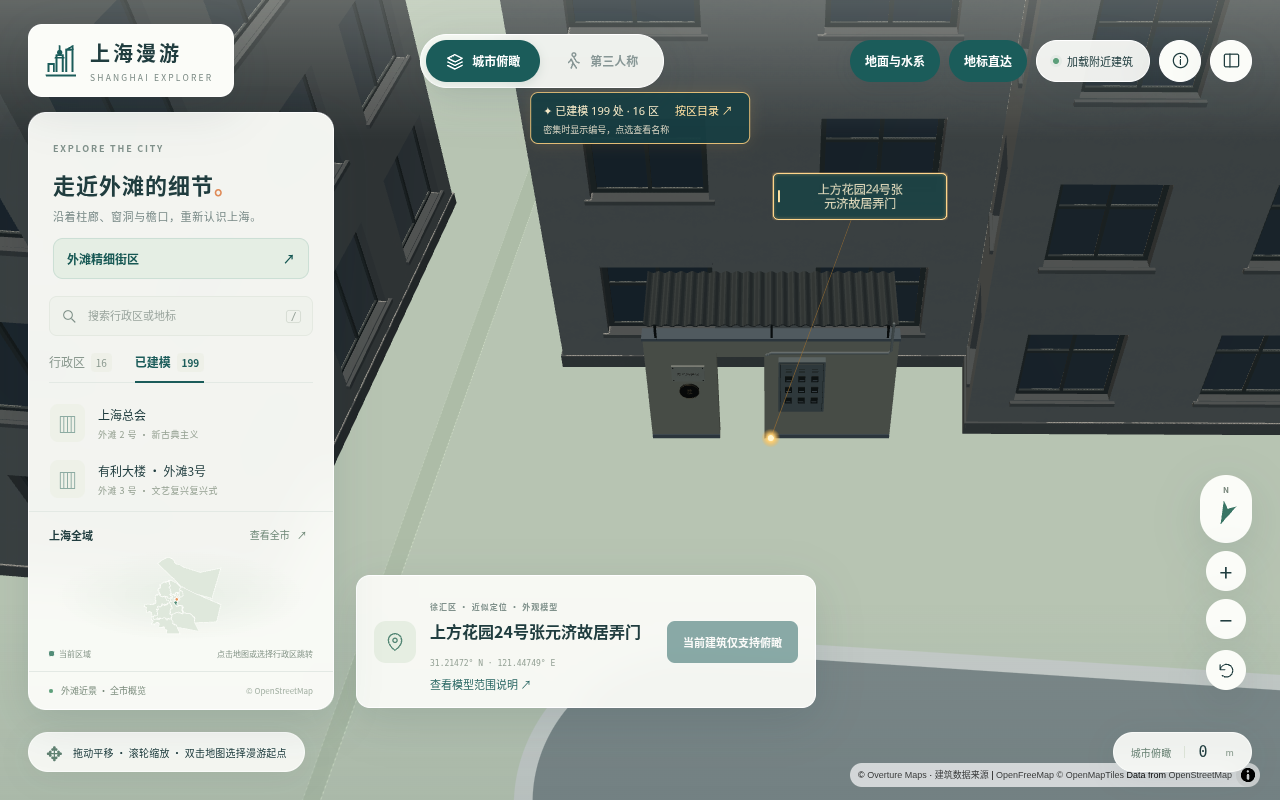 上海漫游
SHANGHAI EXPLORER
城市俯瞰
第三人称
地面与水系
地标直达
加载附近建筑
✦ 已建模 199 处 · 16 区 按区目录 ↗
密集时显示编号，点选查看名称
上方花园24号张
元济故居弄门
EXPLORE THE CITY
走近外滩的细节。
沿着柱廊、窗洞与檐口，重新认识上海。
外滩精细街区 ↗
搜索行政区或地标 /
行政区 16 已建模 199
上海总会
外滩 2 号 · 新古典主义
有利大楼 · 外滩3号
外滩 3 号 · 文艺复兴复兴式
上海全域 查看全市 ↗
当前区域 点击地图或选择行政区跳转
外滩近景 · 全市概览 © OpenStreetMap
拖动平移 · 滚轮缩放 · 双击地图选择漫游起点
徐汇区 · 近似定位 · 外观模型
上方花园24号张元济故居弄门
31.21472° N · 121.44749° E
查看模型范围说明 ↗
当前建筑仅支持俯瞰
N
+
−
城市俯瞰 0 m
© Overture Maps · 建筑数据来源 | OpenFreeMap © OpenMapTiles Data from OpenStreetMap